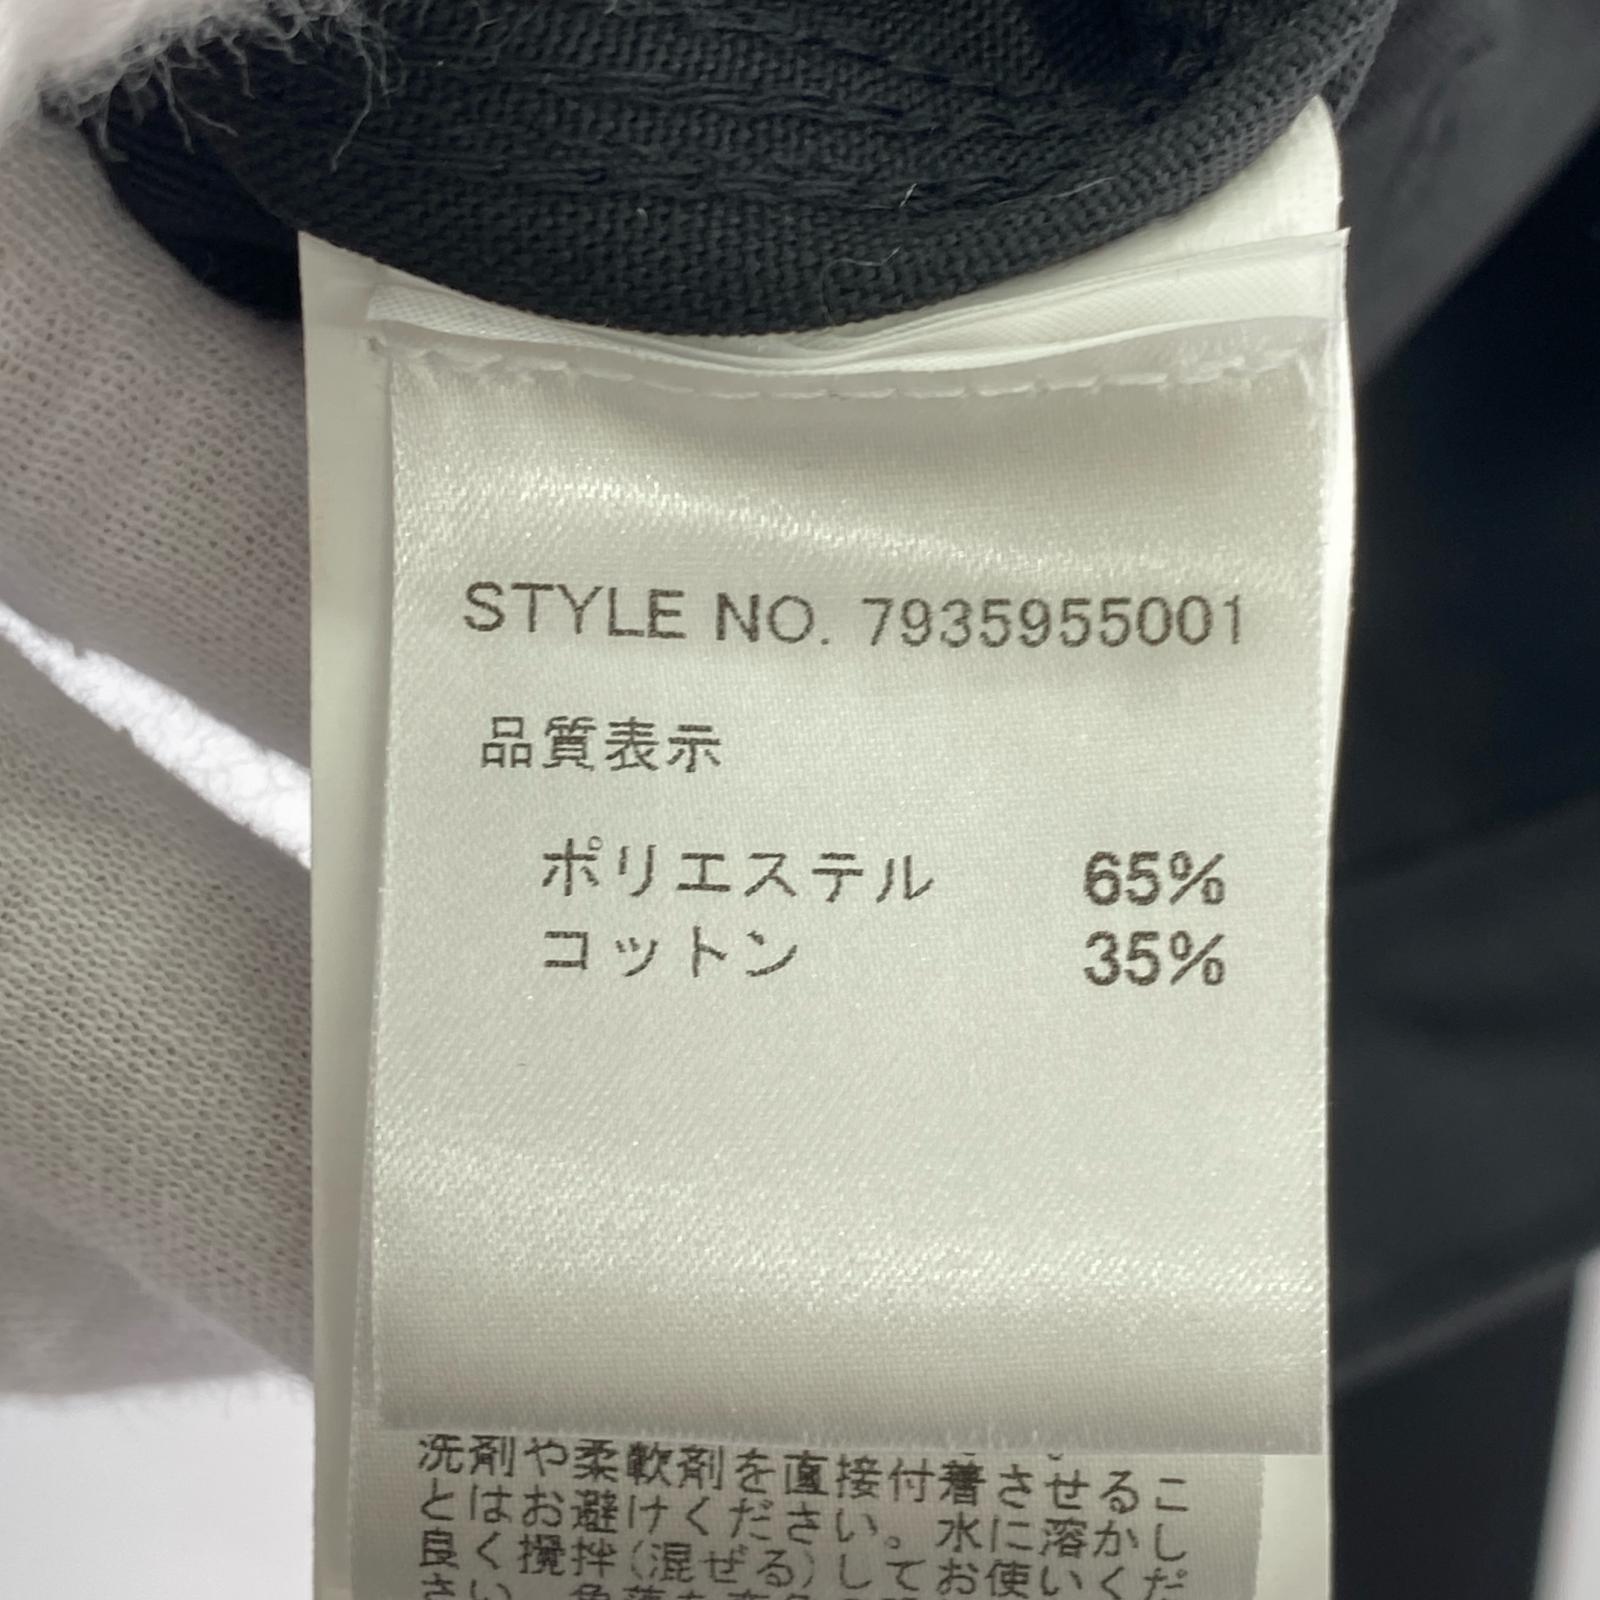 STYLE NO. 7935955001
品質表示
ポリエステル 65%
コットン 35%
洗剤や柔軟剤を直接付着させるこ
とはお避けください。水に溶かし
良く攪拌(混ぜる)してお使いくだ
さい。